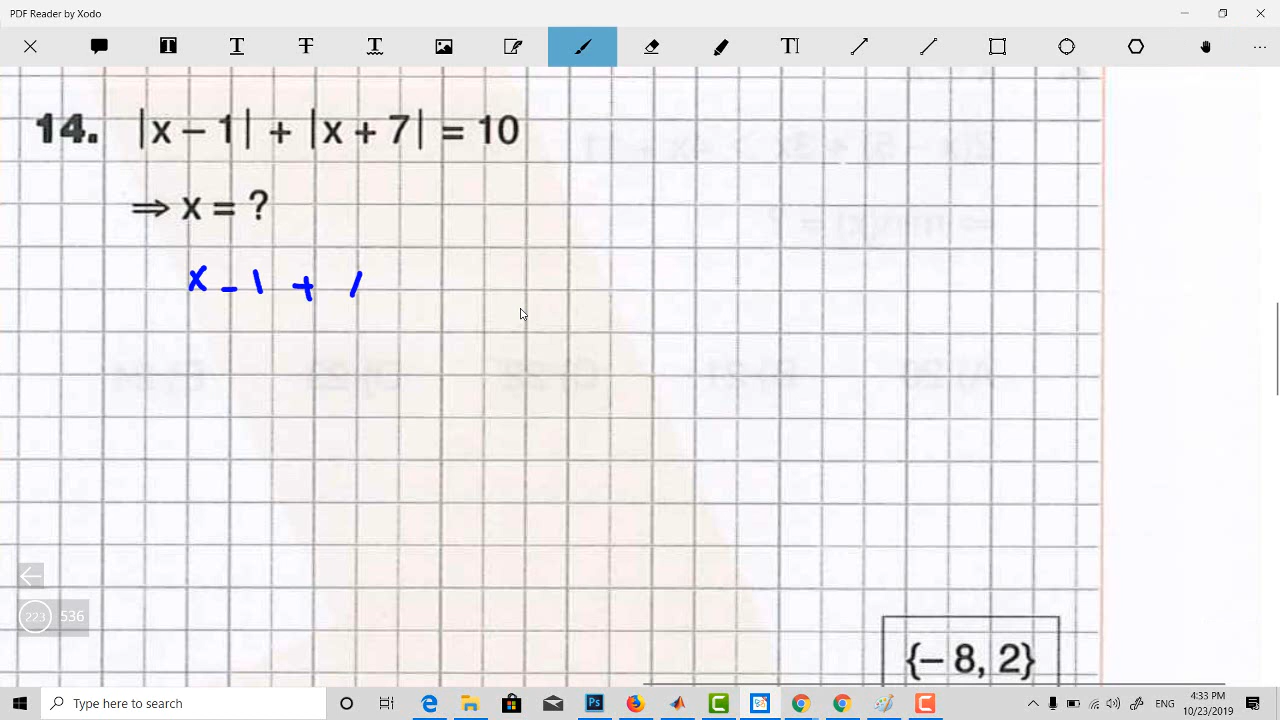 PDF Reader by Xodo
14. |x − 1| + |x + 7| = 10
⇒ x = ?
x - 1 +
{− 8, 2}
223 536
Type here to search
4:33 PM
ENG
10/23/2019